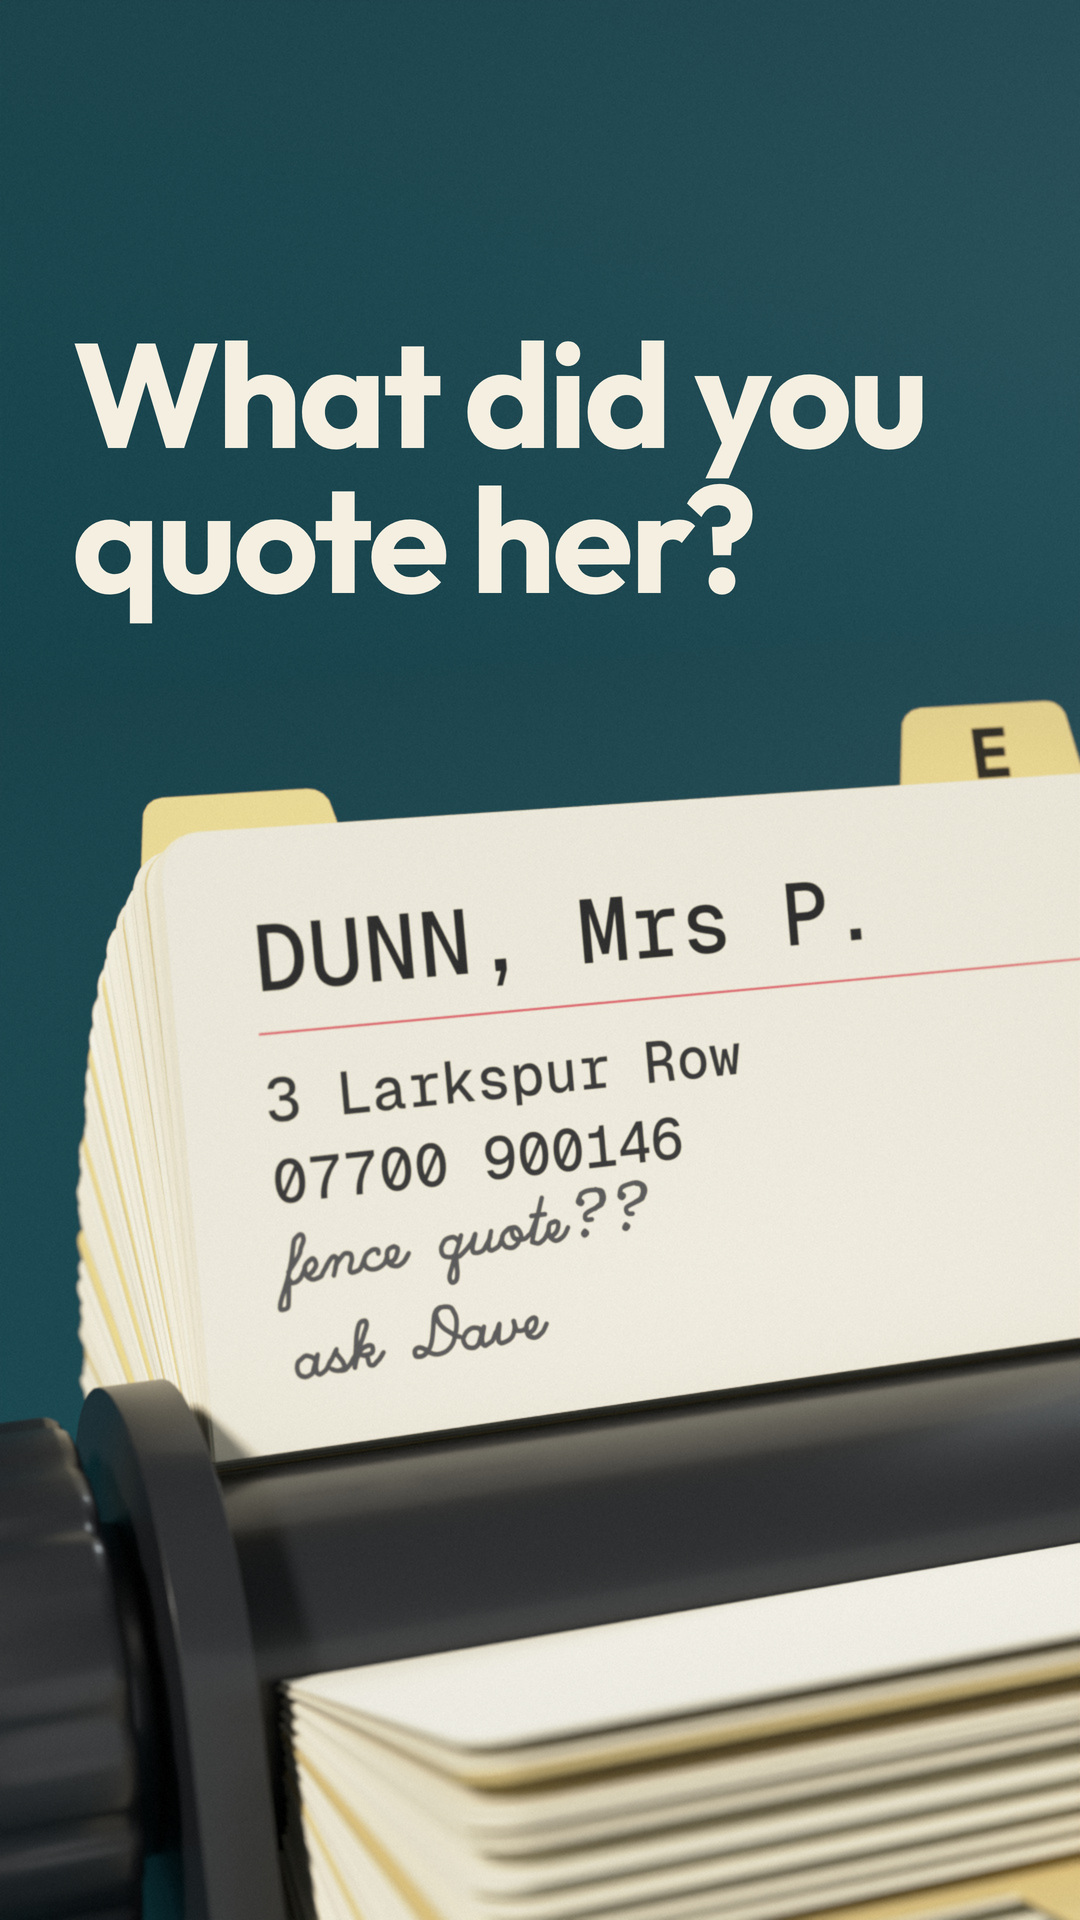 What did you
quote her?
E
DUNN, Mrs P.
3 Larkspur Row
07700 900146
fence quote??
ask Dave